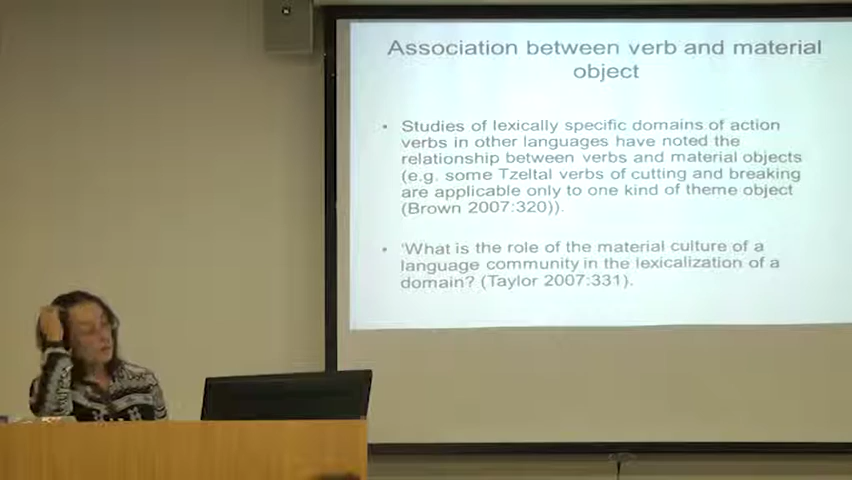 Association between verb and material
object
• Studies of lexically specific domains of action
verbs in other languages have noted the
relationship between verbs and material objects
(e.g. some Tzeltal verbs of cutting and breaking
are applicable only to one kind of theme object
(Brown 2007:320)).
• 'What is the role of the material culture of a
language community in the lexicalization of a
domain? (Taylor 2007:331).